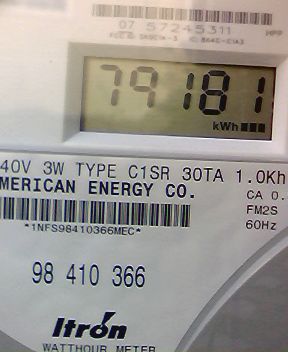 07 57245311
79181
kWh
40V 3W TYPE C1SR 30TA 1.0Kh
MERICAN ENERGY CO.
CA 0.
FM2S
*1NFS98410366MEC*
60Hz
98 410 366
Itron
WATTHOUR METER